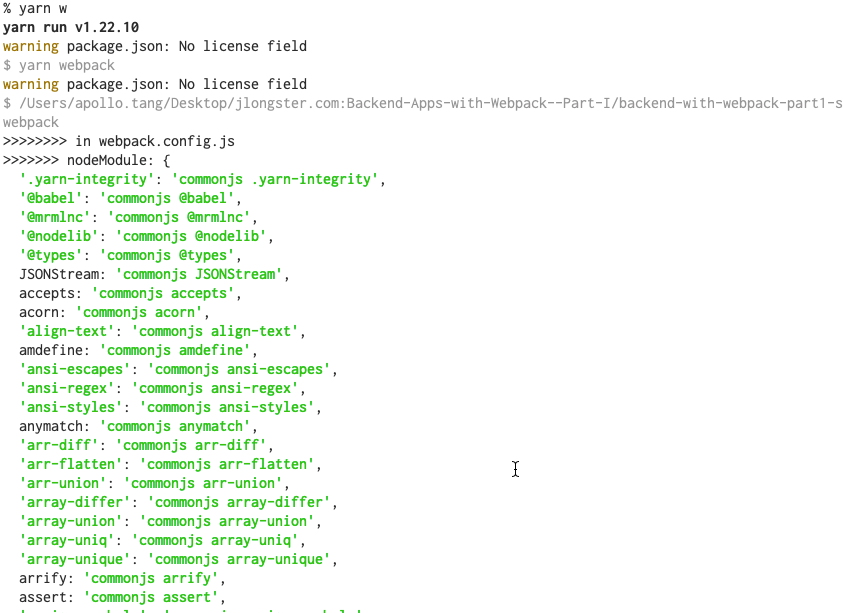 % yarn w
yarn run v1.22.10
warning package.json: No license field
$ yarn webpack
warning package.json: No license field
$ /Users/apollo.tang/Desktop/jlongster.com:Backend-Apps-with-Webpack--Part-I/backend-with-webpack-part1-s
webpack
>>>>>>>> in webpack.config.js
>>>>>>> nodeModule: {
  '.yarn-integrity': 'commonjs .yarn-integrity',
  '@babel': 'commonjs @babel',
  '@mrmlnc': 'commonjs @mrmlnc',
  '@nodelib': 'commonjs @nodelib',
  '@types': 'commonjs @types',
  JSONStream: 'commonjs JSONStream',
  accepts: 'commonjs accepts',
  acorn: 'commonjs acorn',
  'align-text': 'commonjs align-text',
  amdefine: 'commonjs amdefine',
  'ansi-escapes': 'commonjs ansi-escapes',
  'ansi-regex': 'commonjs ansi-regex',
  'ansi-styles': 'commonjs ansi-styles',
  anymatch: 'commonjs anymatch',
  'arr-diff': 'commonjs arr-diff',
  'arr-flatten': 'commonjs arr-flatten',
  'arr-union': 'commonjs arr-union',
  'array-differ': 'commonjs array-differ',
  'array-union': 'commonjs array-union',
  'array-uniq': 'commonjs array-uniq',
  'array-unique': 'commonjs array-unique',
  arrify: 'commonjs arrify',
  assert: 'commonjs assert',